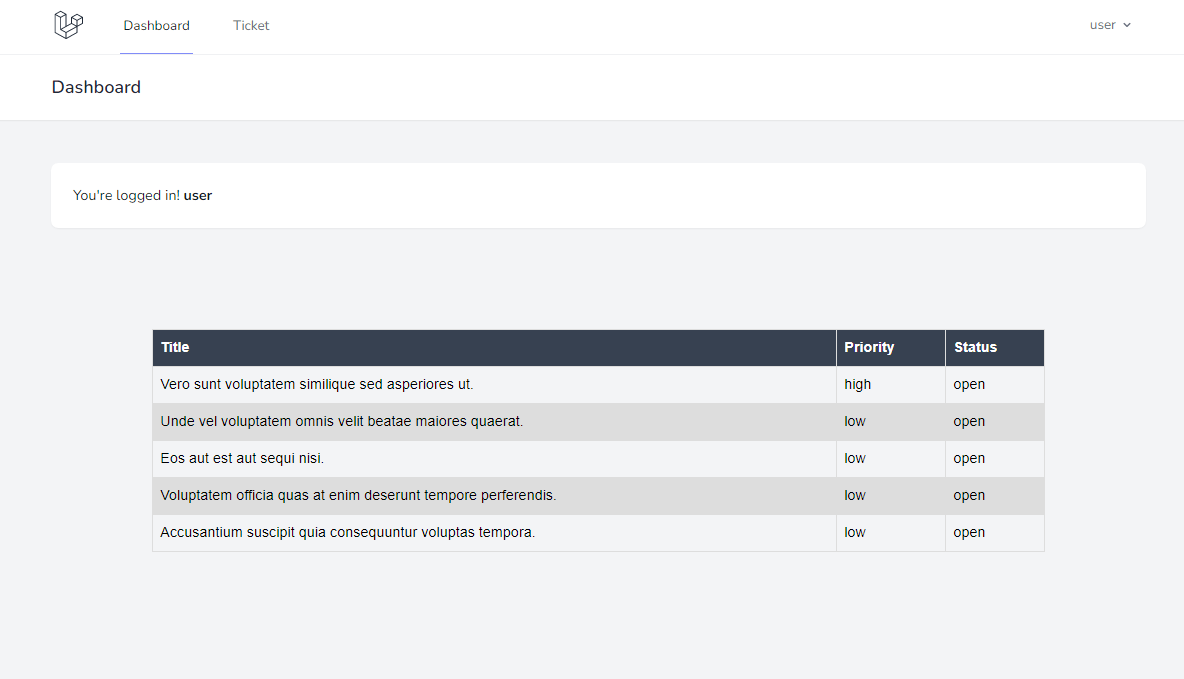 Dashboard Ticket user
Dashboard
You're logged in! user
Title Priority Status
Vero sunt voluptatem similique sed asperiores ut. high open
Unde vel voluptatem omnis velit beatae maiores quaerat. low open
Eos aut est aut sequi nisi. low open
Voluptatem officia quas at enim deserunt tempore perferendis. low open
Accusantium suscipit quia consequuntur voluptas tempora. low open